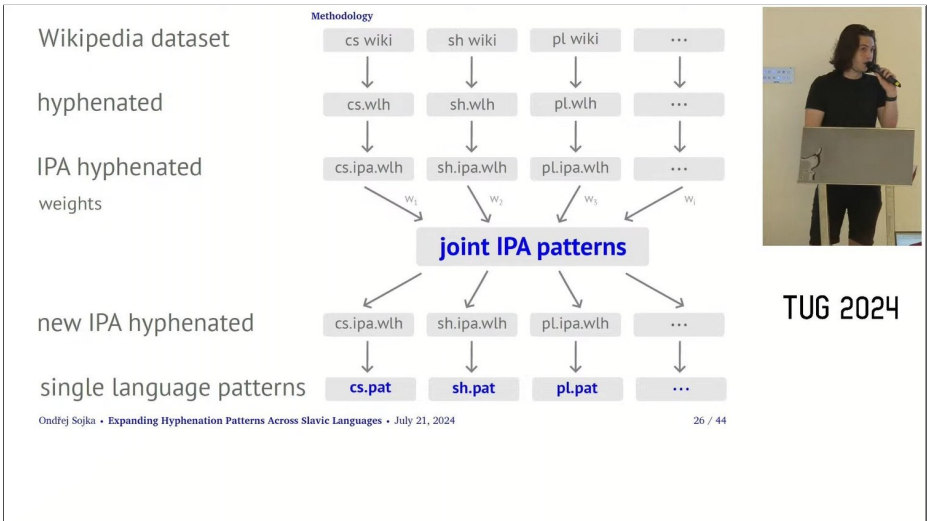 Methodology
Wikipedia dataset cs wiki sh wiki pl wiki ...
hyphenated cs.wlh sh.wlh pl.wlh ...
IPA hyphenated cs.ipa.wlh sh.ipa.wlh pl.ipa.wlh ...
weights w₁ w₂ w₃ wᵢ
joint IPA patterns
TUG 2024
new IPA hyphenated cs.ipa.wlh sh.ipa.wlh pl.ipa.wlh ...
single language patterns cs.pat sh.pat pl.pat ...
Ondřej Sojka • Expanding Hyphenation Patterns Across Slavic Languages • July 21, 2024 26 / 44